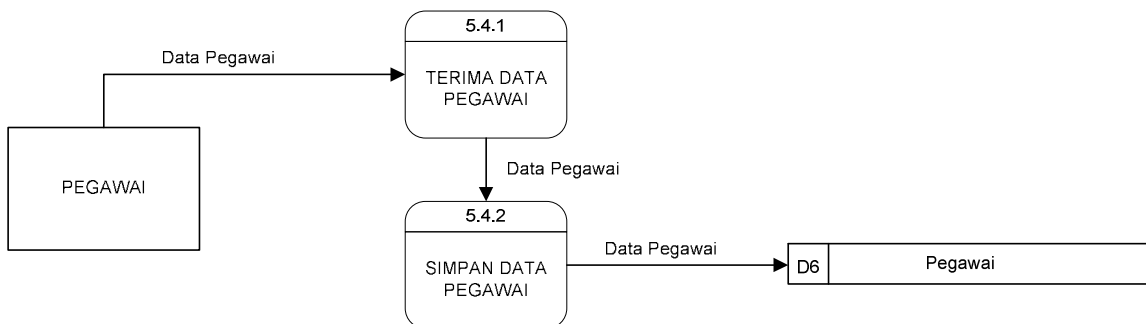 5.4.1
Data Pegawai
TERIMA DATA
PEGAWAI
PEGAWAI
Data Pegawai
5.4.2
SIMPAN DATA
PEGAWAI
Data Pegawai
D6
Pegawai